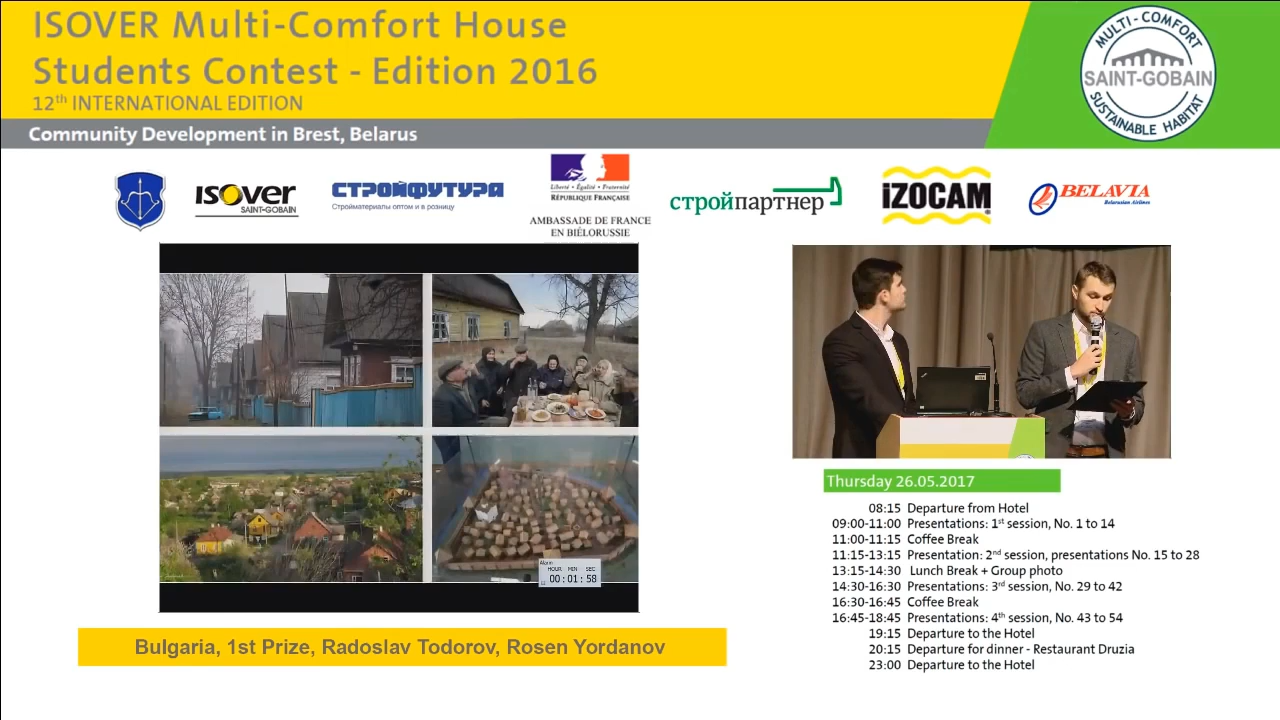 ISOVER Multi-Comfort House
Students Contest - Edition 2016
12th INTERNATIONAL EDITION
Community Development in Brest, Belarus
MULTI-COMFORT
SAINT-GOBAIN
SUSTAINABLE HABITAT
isover
SAINT-GOBAIN
СТРОЙФУТУРА
Стройматериалы оптом и в розницу
Liberté • Égalité • Fraternité
RÉPUBLIQUE FRANÇAISE
AMBASSADE DE FRANCE
EN BIÉLORUSSIE
стройпартнер
iZOCAM
BELAVIA
Belarusian Airlines
Alarm
HOUR MIN SEC
00:01:58
Bulgaria, 1st Prize, Radoslav Todorov, Rosen Yordanov
Thursday 26.05.2017
08:15 Departure from Hotel
09:00-11:00 Presentations: 1st session, No. 1 to 14
11:00-11:15 Coffee Break
11:15-13:15 Presentation: 2nd session, presentations No. 15 to 28
13:15-14:30 Lunch Break + Group photo
14:30-16:30 Presentations: 3rd session, No. 29 to 42
16:30-16:45 Coffee Break
16:45-18:45 Presentations: 4th session, No. 43 to 54
19:15 Departure to the Hotel
20:15 Departure for dinner - Restaurant Druzia
23:00 Departure to the Hotel